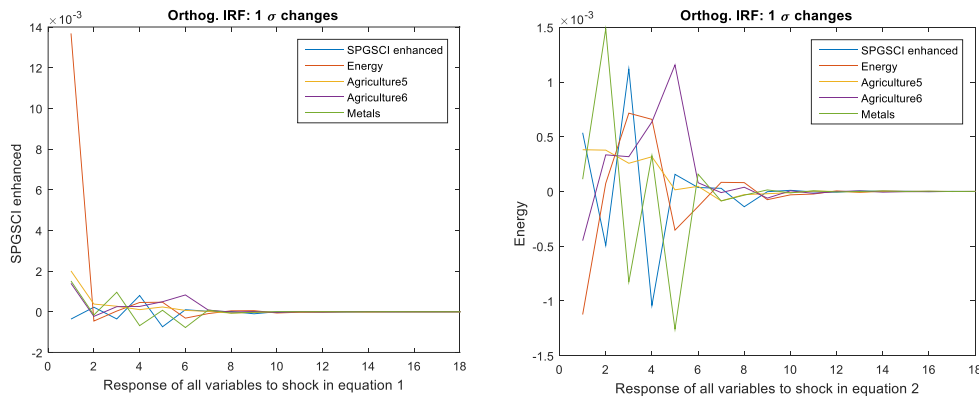 Orthog. IRF: 1 σ changes
×10⁻³
14
12
10
8
6
4
2
0
-2
SPGSCI enhanced
SPGSCI enhanced
Energy
Agriculture5
Agriculture6
Metals
0 2 4 6 8 10 12 14 16 18
Response of all variables to shock in equation 1
Orthog. IRF: 1 σ changes
×10⁻³
1.5
1
0.5
0
-0.5
-1
-1.5
Energy
SPGSCI enhanced
Energy
Agriculture5
Agriculture6
Metals
0 2 4 6 8 10 12 14 16 18
Response of all variables to shock in equation 2